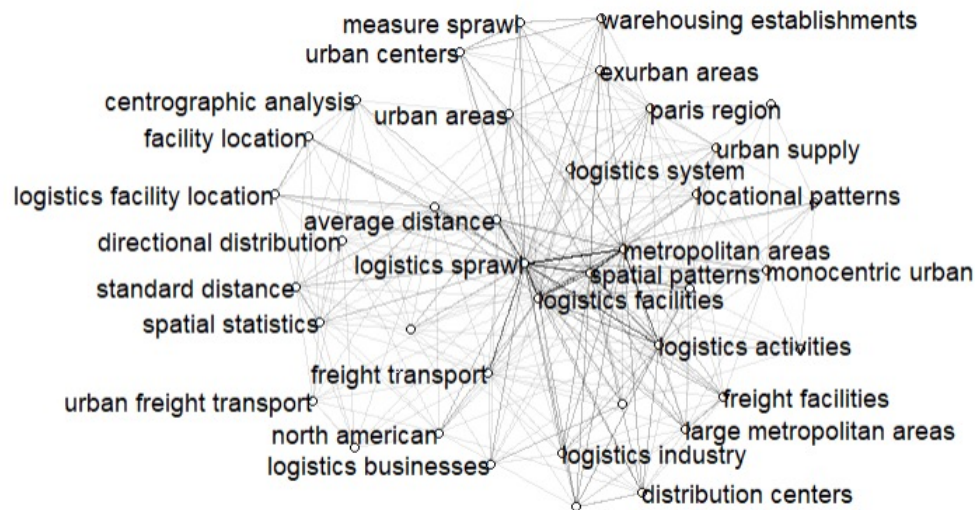 measure sprawl
warehousing establishments
urban centers
exurban areas
centrographic analysis
urban areas
paris region
facility location
urban supply
logistics system
logistics facility location
locational patterns
average distance
directional distribution
metropolitan areas
logistics sprawl
spatial patterns
monocentric urban
standard distance
logistics facilities
spatial statistics
logistics activities
freight transport
urban freight transport
freight facilities
north american
large metropolitan areas
logistics businesses
logistics industry
distribution centers